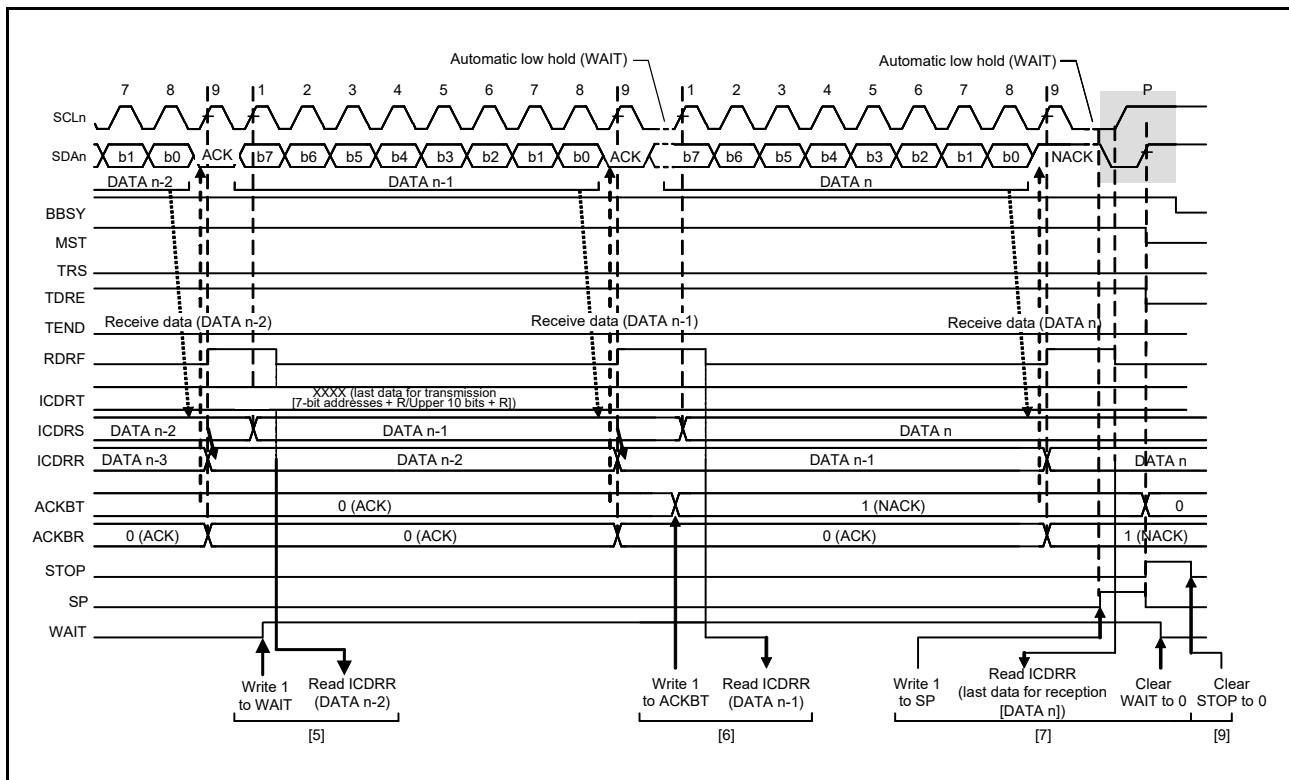 Automatic low hold (WAIT)
Automatic low hold (WAIT)
7 8 9 1 2 3 4 5 6 7 8 9 1 2 3 4 5 6 7 8 9 P
SCLn
SDAn b1 b0 ACK b7 b6 b5 b4 b3 b2 b1 b0 ACK b7 b6 b5 b4 b3 b2 b1 b0 NACK
DATA n-2 DATA n-1 DATA n
BBSY
MST
TRS
TDRE
Receive data (DATA n-2) Receive data (DATA n-1) Receive data (DATA n)
TEND
RDRF
XXXX (last data for transmission
[7-bit addresses + R/Upper 10 bits + R])
ICDRT
ICDRS DATA n-2 DATA n-1 DATA n
ICDRR DATA n-3 DATA n-2 DATA n-1 DATA n
ACKBT 0 (ACK) 1 (NACK) 0
ACKBR 0 (ACK) 0 (ACK) 0 (ACK) 1 (NACK)
STOP
SP
WAIT
Write 1
to WAIT
Read ICDRR
(DATA n-2)
[5]
Write 1
to ACKBT
Read ICDRR
(DATA n-1)
[6]
Write 1
to SP
Read ICDRR
(last data for reception
[DATA n])
Clear
WAIT to 0
[7]
Clear
STOP to 0
[9]